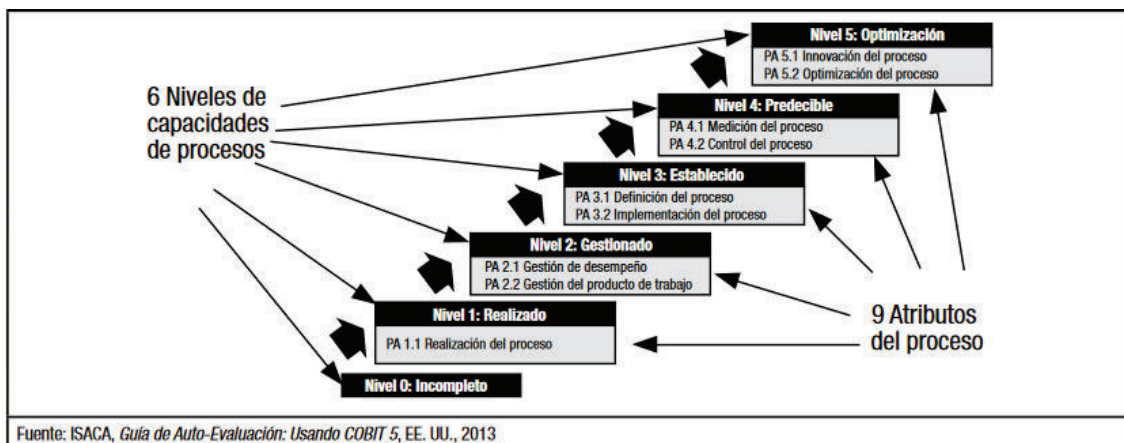 Nivel 5: Optimización
PA 5.1 Innovación del proceso
PA 5.2 Optimización del proceso
6 Niveles de
capacidades
de procesos
Nivel 4: Predecible
PA 4.1 Medición del proceso
PA 4.2 Control del proceso
Nivel 3: Establecido
PA 3.1 Definición del proceso
PA 3.2 Implementación del proceso
Nivel 2: Gestionado
PA 2.1 Gestión de desempeño
PA 2.2 Gestión del producto de trabajo
9 Atributos
del proceso
Nivel 1: Realizado
PA 1.1 Realización del proceso
Nivel 0: Incompleto
Fuente: ISACA, Guía de Auto-Evaluación: Usando COBIT 5, EE. UU., 2013